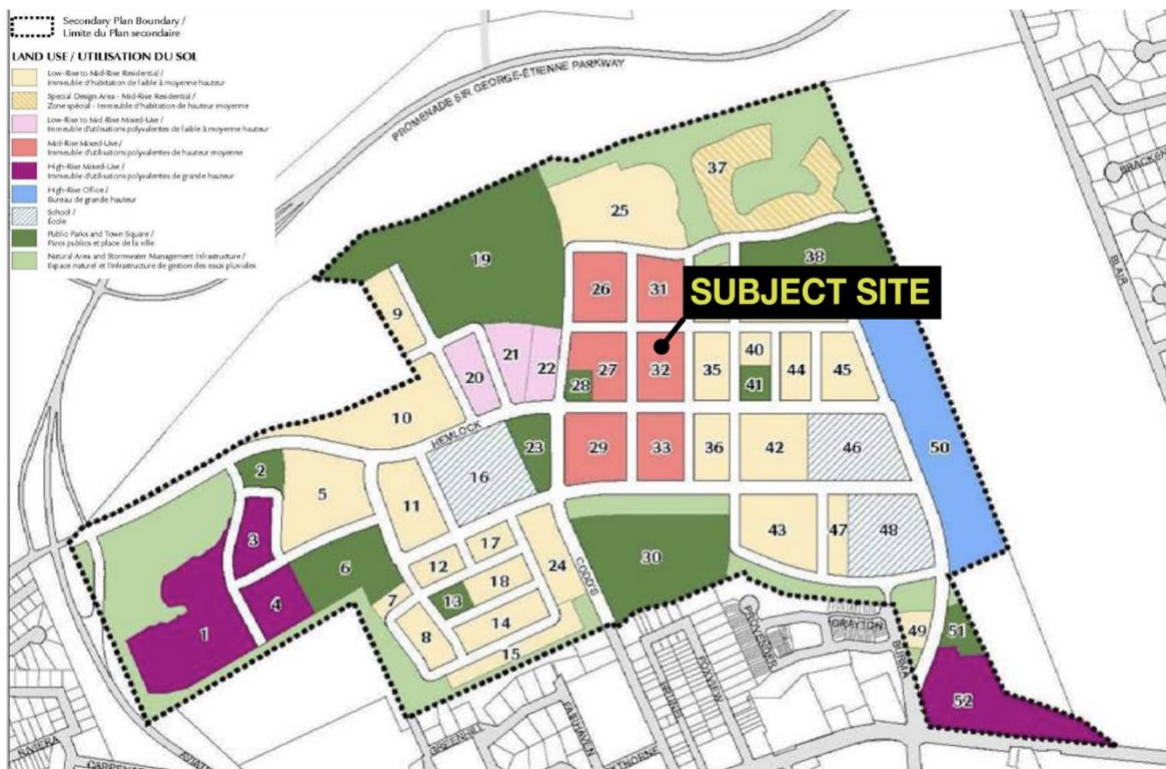 Secondary Plan Boundary /
Limite du Plan secondaire
LAND USE / UTILISATION DU SOL
Low-Rise to Mid-Rise Residential /
Immeuble d'habitation de faible à moyenne hauteur
Special Design Area - Mid-Rise Residential /
Zone spécial - Immeuble d'habitation de hauteur moyenne
Low-Rise to Mid-Rise Mixed-Use /
Immeuble d'utilisations polyvalentes de faible à moyenne hauteur
Mid-Rise Mixed-Use /
Immeuble d'utilisations polyvalentes de hauteur moyenne
High-Rise Mixed-Use /
Immeuble d'utilisations polyvalentes de grande hauteur
High-Rise Office /
Bureau de grande hauteur
School /
École
Public Parks and Town Square /
Parcs publics et place de la ville
Natural Area and Stormwater Management Infrastructure /
Espace naturel et l'infrastructure de gestion des eaux pluviales
PROMENADE SIR GEORGE-ÉTIENNE PARKWAY
BLAIR
37
25
19
38
26
31
SUBJECT SITE
9
21
22
20
27
28
32
35
40
41
44
45
10
HEMLOCK
23
29
33
36
42
46
50
16
2
5
11
3
6
17
12
18
13
24
CODD'S
30
43
47
48
4
7
8
14
15
1
PROVENDER
DRAYTON
BURMA
49
51
52
RIVIERA
GREENHILL
FAIRHAVEN
FOXVIEW